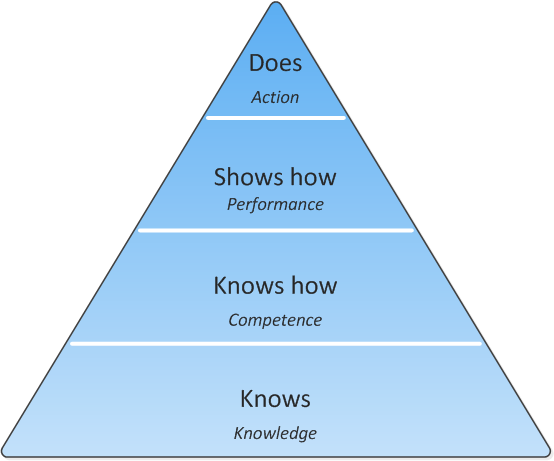 Does
Action
Shows how
Performance
Knows how
Competence
Knows
Knowledge